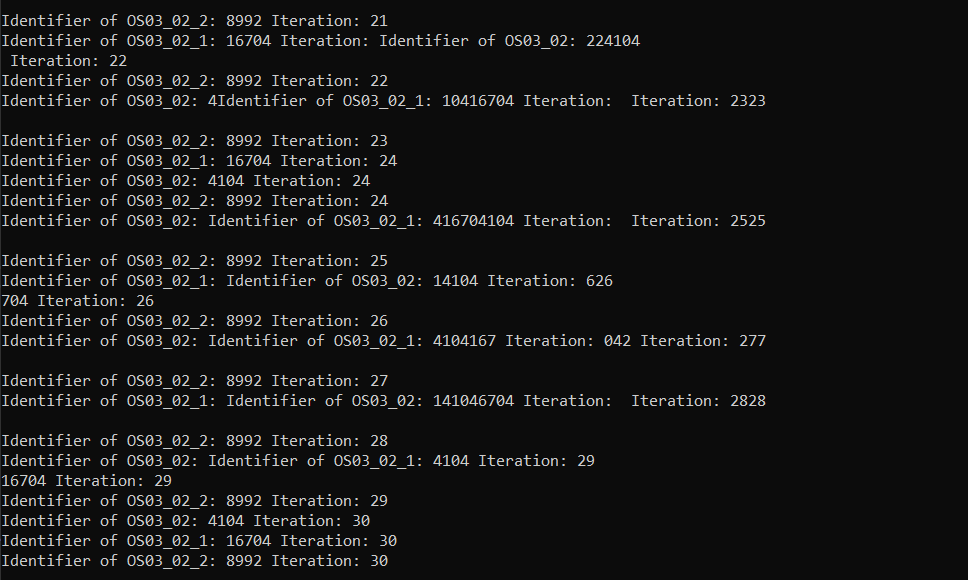 Identifier of OS03_02_2: 8992 Iteration: 21
Identifier of OS03_02_1: 16704 Iteration: Identifier of OS03_02: 224104
 Iteration: 22
Identifier of OS03_02_2: 8992 Iteration: 22
Identifier of OS03_02: 4Identifier of OS03_02_1: 10416704 Iteration:  Iteration: 2323
Identifier of OS03_02_2: 8992 Iteration: 23
Identifier of OS03_02_1: 16704 Iteration: 24
Identifier of OS03_02: 4104 Iteration: 24
Identifier of OS03_02_2: 8992 Iteration: 24
Identifier of OS03_02: Identifier of OS03_02_1: 416704104 Iteration:  Iteration: 2525
Identifier of OS03_02_2: 8992 Iteration: 25
Identifier of OS03_02_1: Identifier of OS03_02: 14104 Iteration: 626
704 Iteration: 26
Identifier of OS03_02_2: 8992 Iteration: 26
Identifier of OS03_02: Identifier of OS03_02_1: 4104167 Iteration: 042 Iteration: 277
Identifier of OS03_02_2: 8992 Iteration: 27
Identifier of OS03_02_1: Identifier of OS03_02: 141046704 Iteration:  Iteration: 2828
Identifier of OS03_02_2: 8992 Iteration: 28
Identifier of OS03_02: Identifier of OS03_02_1: 4104 Iteration: 29
16704 Iteration: 29
Identifier of OS03_02_2: 8992 Iteration: 29
Identifier of OS03_02: 4104 Iteration: 30
Identifier of OS03_02_1: 16704 Iteration: 30
Identifier of OS03_02_2: 8992 Iteration: 30